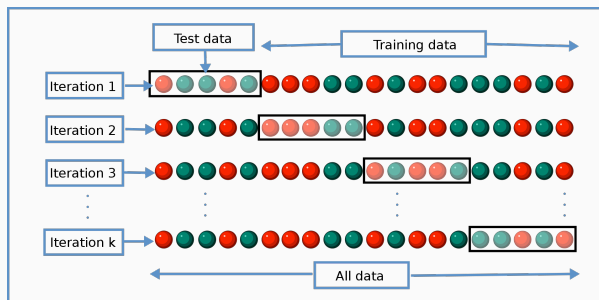 Test data
Training data
Iteration 1
Iteration 2
Iteration 3
Iteration k
All data